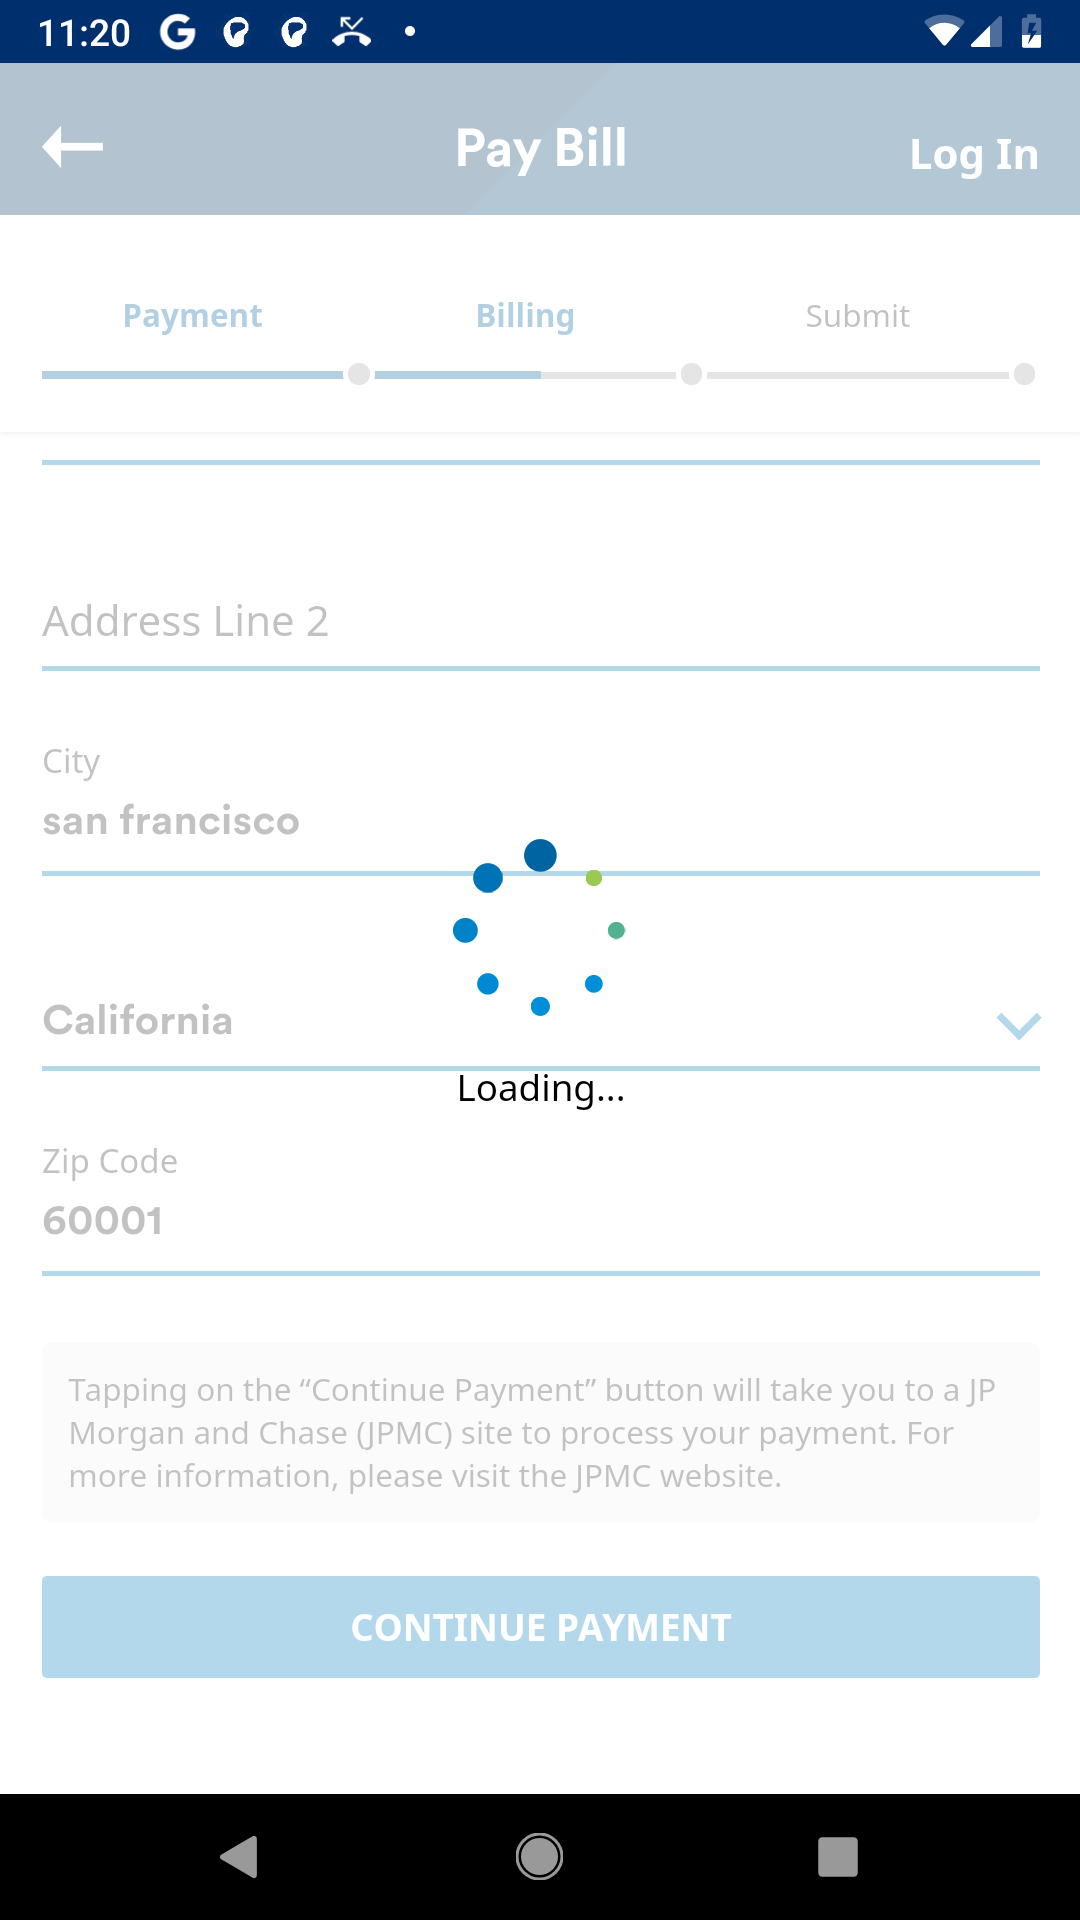 11:20
Pay Bill
Log In
Payment
Billing
Submit
Address Line 2
City
san francisco
California
Loading...
Zip Code
60001
Tapping on the “Continue Payment” button will take you to a JP
Morgan and Chase (JPMC) site to process your payment. For
more information, please visit the JPMC website.
CONTINUE PAYMENT